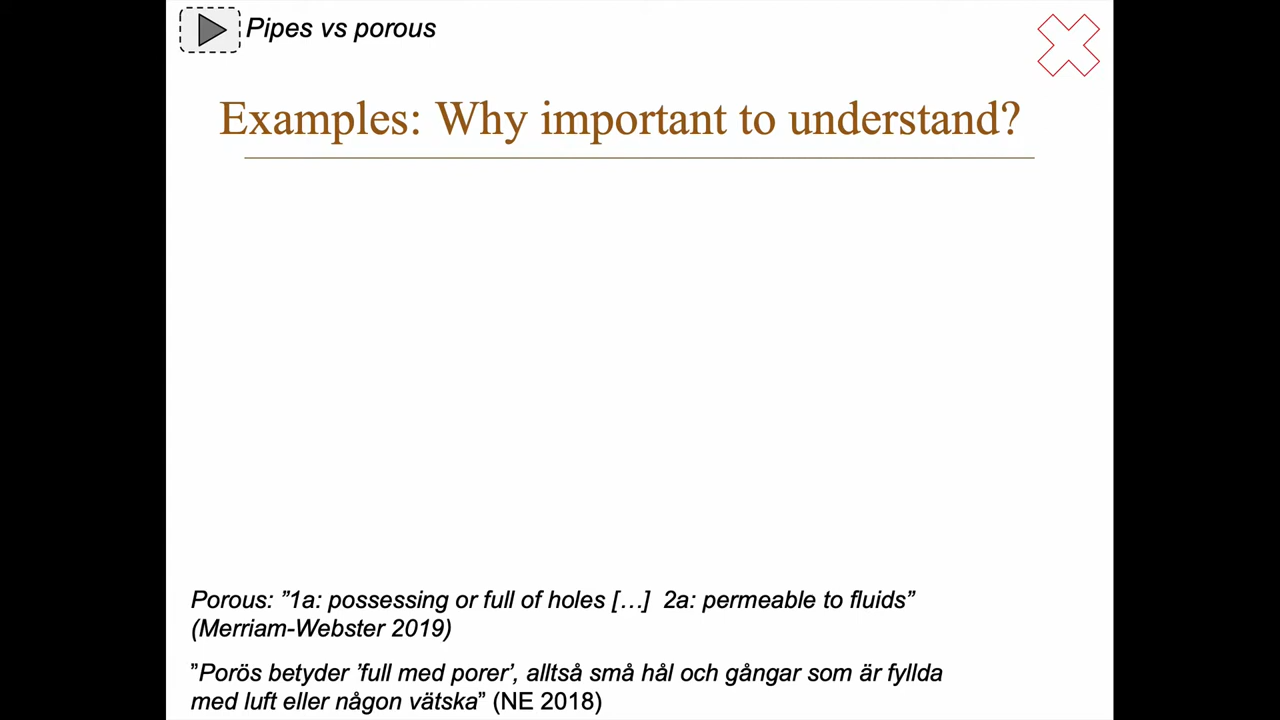 Pipes vs porous
Examples: Why important to understand?
Porous: ”1a: possessing or full of holes […]  2a: permeable to fluids”
(Merriam-Webster 2019)
”Porös betyder ’full med porer’, alltså små hål och gångar som är fyllda
med luft eller någon vätska” (NE 2018)